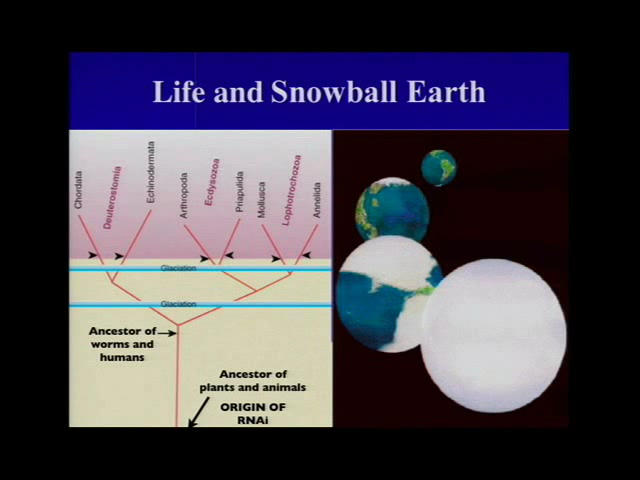 Life and Snowball Earth
Chordata
Deuterostomia
Echinodermata
Arthropoda
Ecdysozoa
Priapulida
Mollusca
Lophotrochozoa
Annelida
Glaciation
Glaciation
Ancestor of
worms and
humans
Ancestor of
plants and animals
ORIGIN OF
RNAi